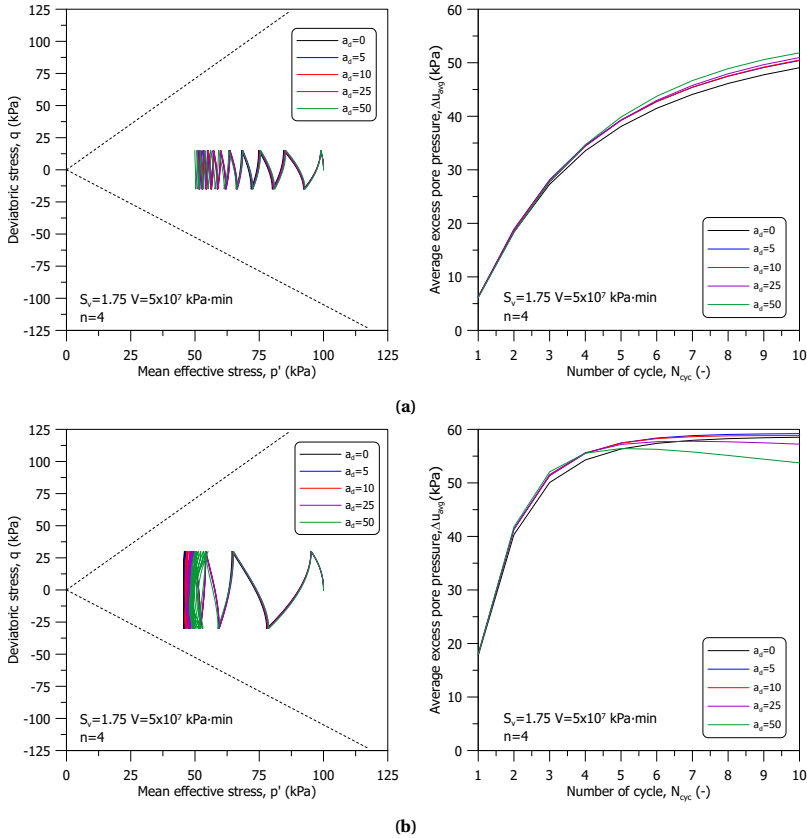 125
100
75
50
25
0
-25
-50
-75
-100
-125
Deviatoric stress, q (kPa)
a_d=0
a_d=5
a_d=10
a_d=25
a_d=50
S_v=1.75 V=5x10⁷ kPa·min
n=4
0 25 50 75 100 125
Mean effective stress, p' (kPa)
60
50
40
30
20
10
0
Average excess pore pressure, Δu_avg (kPa)
a_d=0
a_d=5
a_d=10
a_d=25
a_d=50
S_v=1.75 V=5x10⁷ kPa·min
n=4
1 2 3 4 5 6 7 8 9 10
Number of cycle, N_cyc (-)
(a)
125
100
75
50
25
0
-25
-50
-75
-100
-125
Deviatoric stress, q (kPa)
a_d=0
a_d=5
a_d=10
a_d=25
a_d=50
S_v=1.75 V=5x10⁷ kPa·min
n=4
0 25 50 75 100 125
Mean effective stress, p' (kPa)
60
50
40
30
20
10
0
Average excess pore pressure, Δu_avg (kPa)
a_d=0
a_d=5
a_d=10
a_d=25
a_d=50
S_v=1.75 V=5x10⁷ kPa·min
n=4
1 2 3 4 5 6 7 8 9 10
Number of cycle, N_cyc (-)
(b)